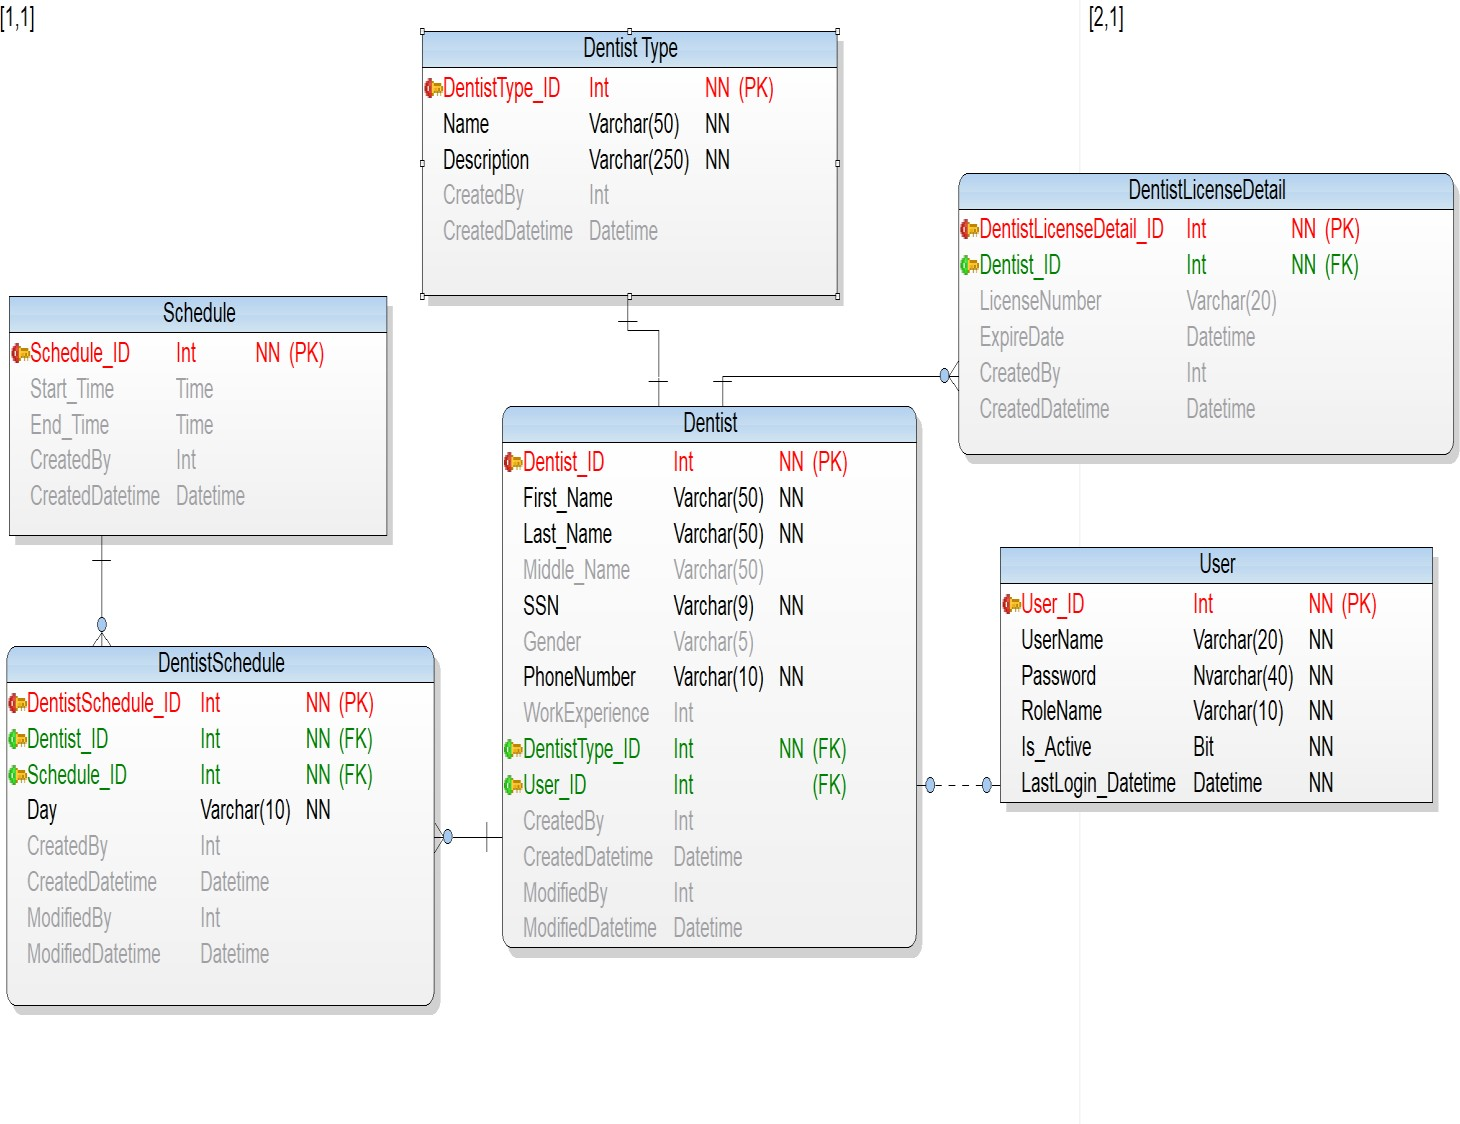 [1,1]
[2,1]
Dentist Type
DentistType_ID Int NN (PK)
Name Varchar(50) NN
Description Varchar(250) NN
CreatedBy Int
CreatedDatetime Datetime
DentistLicenseDetail
DentistLicenseDetail_ID Int NN (PK)
Dentist_ID Int NN (FK)
LicenseNumber Varchar(20)
ExpireDate Datetime
CreatedBy Int
CreatedDatetime Datetime
Schedule
Schedule_ID Int NN (PK)
Start_Time Time
End_Time Time
CreatedBy Int
CreatedDatetime Datetime
Dentist
Dentist_ID Int NN (PK)
First_Name Varchar(50) NN
Last_Name Varchar(50) NN
Middle_Name Varchar(50)
SSN Varchar(9) NN
Gender Varchar(5)
PhoneNumber Varchar(10) NN
WorkExperience Int
DentistType_ID Int NN (FK)
User_ID Int (FK)
CreatedBy Int
CreatedDatetime Datetime
ModifiedBy Int
ModifiedDatetime Datetime
User
User_ID Int NN (PK)
UserName Varchar(20) NN
Password Nvarchar(40) NN
RoleName Varchar(10) NN
Is_Active Bit NN
LastLogin_Datetime Datetime NN
DentistSchedule
DentistSchedule_ID Int NN (PK)
Dentist_ID Int NN (FK)
Schedule_ID Int NN (FK)
Day Varchar(10) NN
CreatedBy Int
CreatedDatetime Datetime
ModifiedBy Int
ModifiedDatetime Datetime